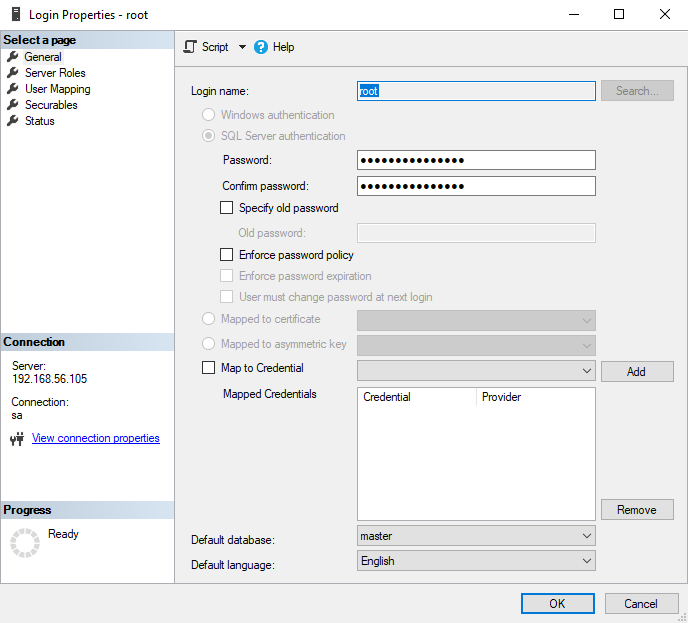 Login Properties - root
Select a page
General
Server Roles
User Mapping
Securables
Status
Script
Help
Login name:
root
Search...
Windows authentication
SQL Server authentication
Password:
●●●●●●●●●●●●●●●
Confirm password:
●●●●●●●●●●●●●●●
Specify old password
Old password:
Enforce password policy
Enforce password expiration
User must change password at next login
Mapped to certificate
Mapped to asymmetric key
Map to Credential
Add
Mapped Credentials
Credential
Provider
Remove
Default database:
master
Default language:
English
Connection
Server:
192.168.56.105
Connection:
sa
View connection properties
Progress
Ready
OK
Cancel